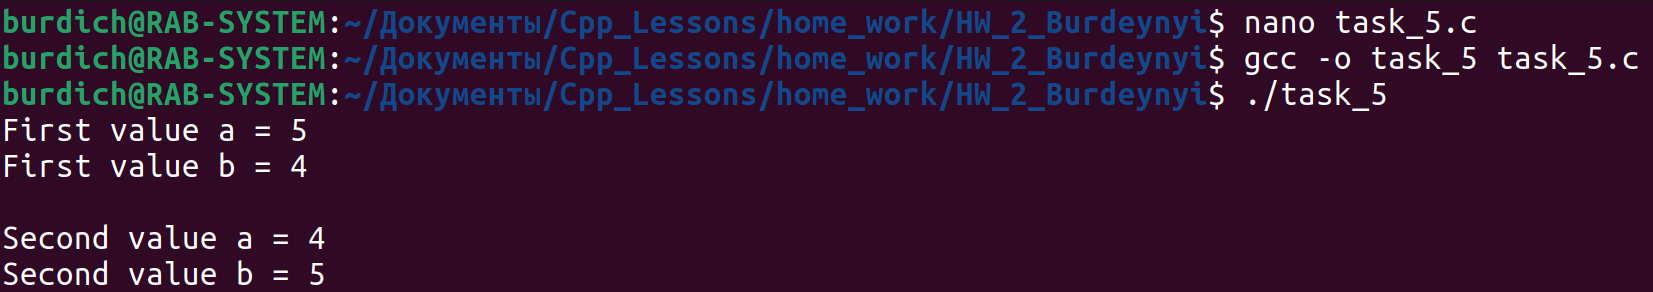 burdich@RAB-SYSTEM:~/Документы/Cpp_Lessons/home_work/HW_2_Burdeynyi$ nano task_5.c
burdich@RAB-SYSTEM:~/Документы/Cpp_Lessons/home_work/HW_2_Burdeynyi$ gcc -o task_5 task_5.c
burdich@RAB-SYSTEM:~/Документы/Cpp_Lessons/home_work/HW_2_Burdeynyi$ ./task_5
First value a = 5
First value b = 4
Second value a = 4
Second value b = 5